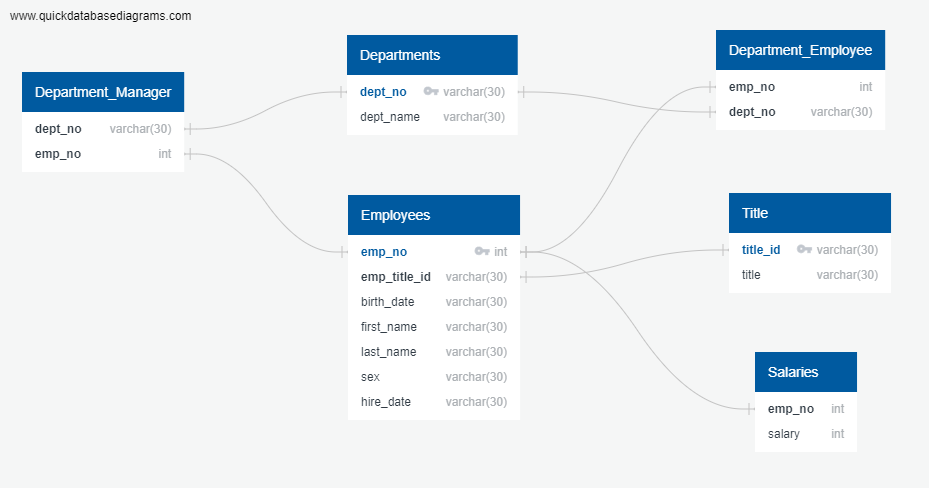 www.quickdatabasediagrams.com
Department_Manager
dept_no varchar(30)
emp_no int
Departments
dept_no varchar(30)
dept_name varchar(30)
Department_Employee
emp_no int
dept_no varchar(30)
Employees
emp_no int
emp_title_id varchar(30)
birth_date varchar(30)
first_name varchar(30)
last_name varchar(30)
sex varchar(30)
hire_date varchar(30)
Title
title_id varchar(30)
title varchar(30)
Salaries
emp_no int
salary int